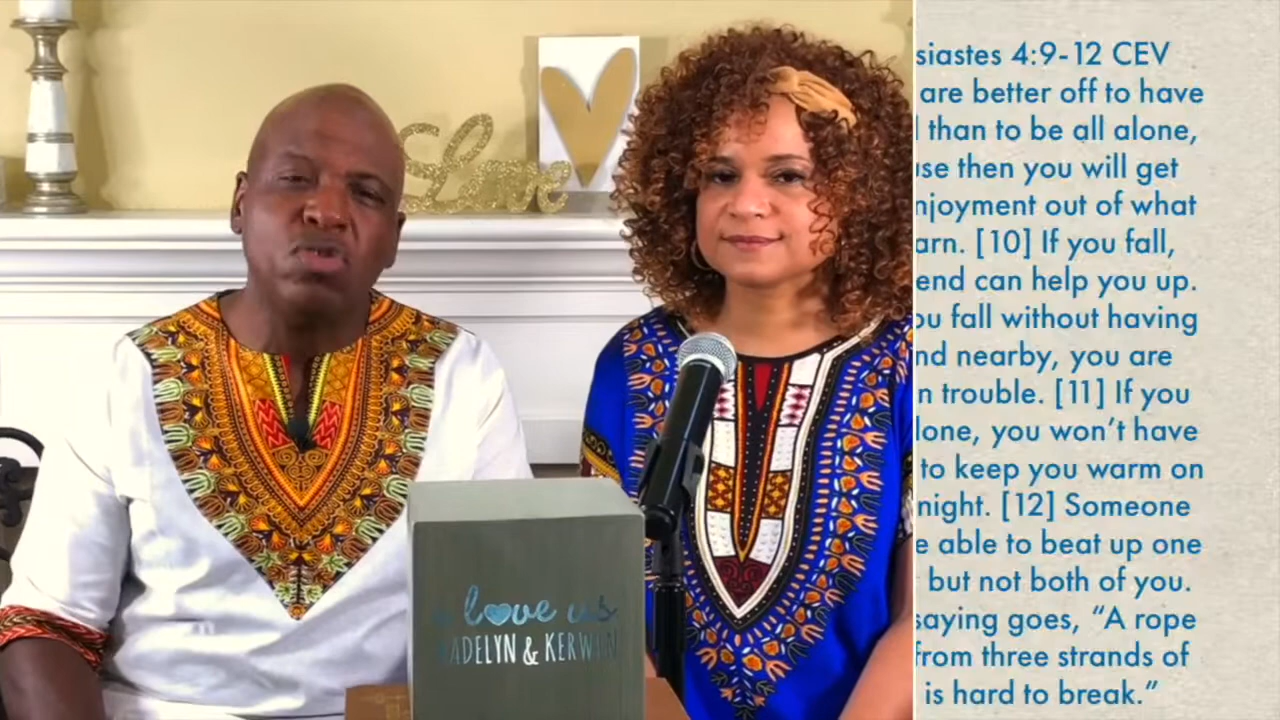 Love
love us
ADELYN & KERW
siastes 4:9-12 CEV
are better off to have
than to be all alone,
use then you will get
njoyment out of what
arn. [10] If you fall,
end can help you up.
ou fall without having
nd nearby, you are
n trouble. [11] If you
lone, you won’t have
to keep you warm on
night. [12] Someone
e able to beat up one
but not both of you.
saying goes, “A rope
from three strands of
is hard to break.”